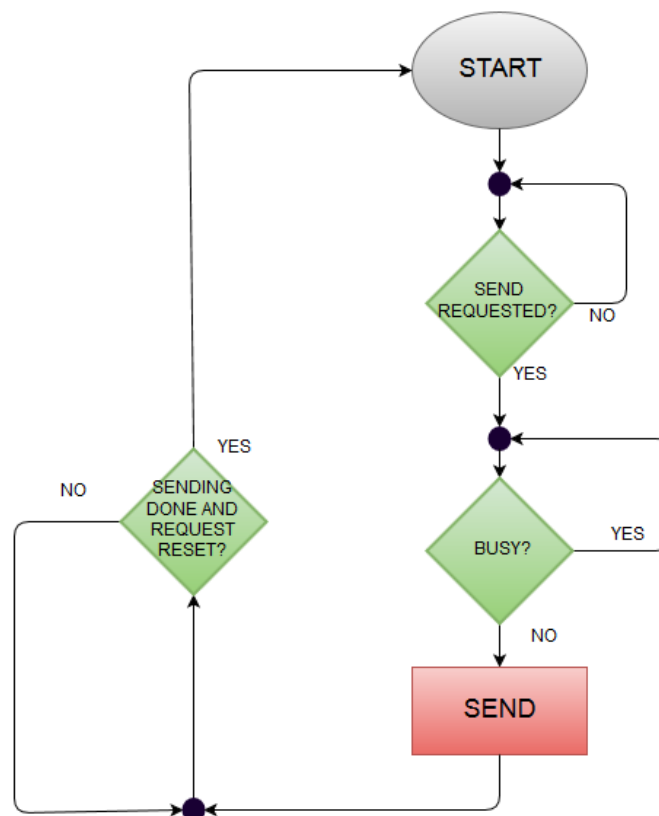 START
SEND
REQUESTED?
NO
YES
YES
NO
SENDING
DONE AND
REQUEST
RESET?
BUSY?
YES
NO
SEND